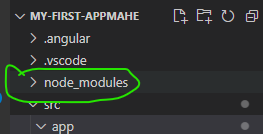 MY-FIRST-APPMAHE
.angular
.vscode
node_modules
src
app